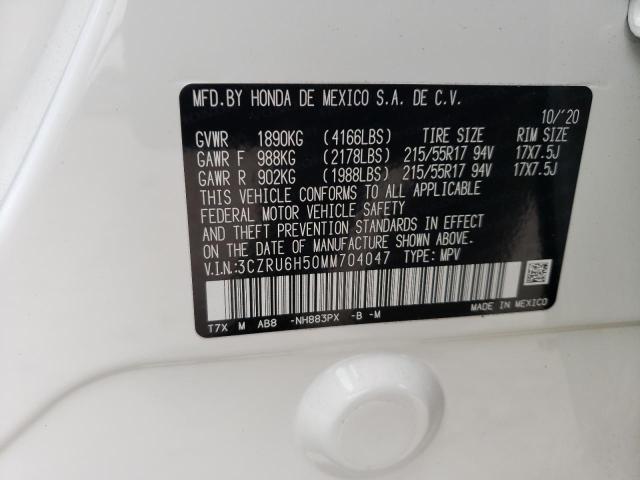 MFD.BY HONDA DE MEXICO S.A. DE C.V.
10/'20
GVWR 1890KG (4166LBS) TIRE SIZE RIM SIZE
GAWR F 988KG (2178LBS) 215/55R17 94V 17X7.5J
GAWR R 902KG (1988LBS) 215/55R17 94V 17X7.5J
THIS VEHICLE CONFORMS TO ALL APPLICABLE
FEDERAL MOTOR VEHICLE SAFETY
AND THEFT PREVENTION STANDARDS IN EFFECT
ON THE DATE OF MANUFACTURE SHOWN ABOVE.
V.I.N.:3CZRU6H50MM704047 TYPE: MPV
T7X M AB8 -NH883PX -B -M
MADE IN MEXICO